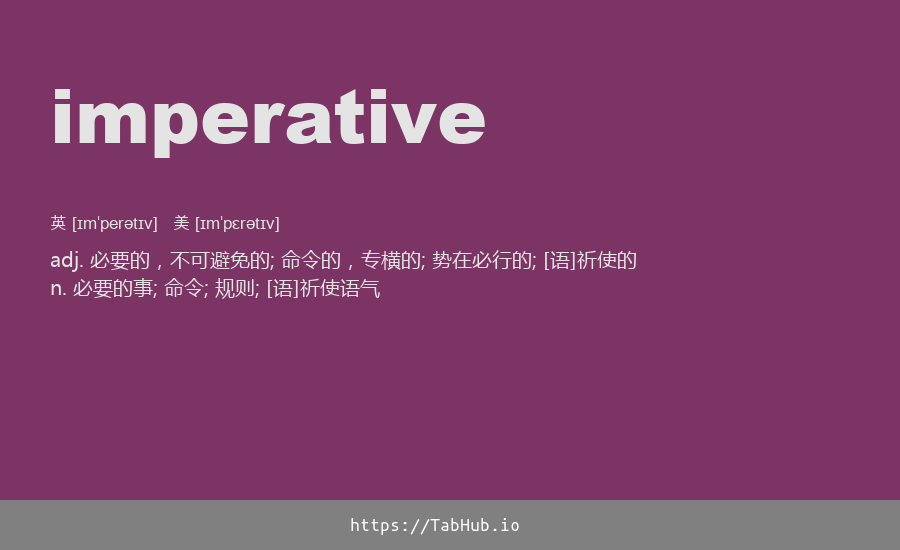 imperative
英 [ɪmˈperətɪv] 美 [ɪmˈpɛrətɪv]
adj. 必要的，不可避免的; 命令的，专横的; 势在必行的; [语]祈使的
n. 必要的事; 命令; 规则; [语]祈使语气
https://TabHub.io